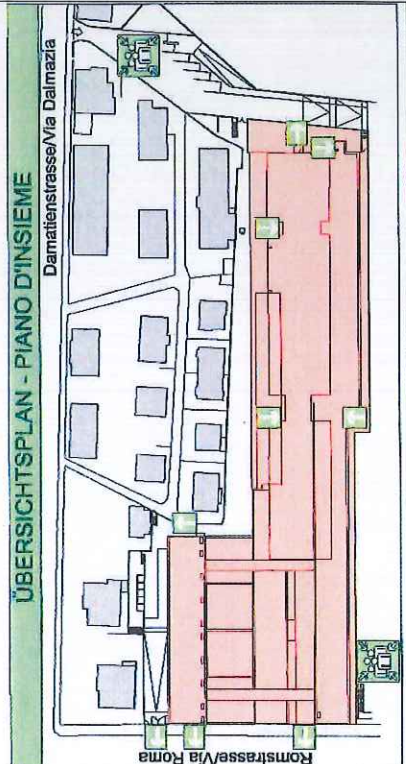 ÜBERSICHTSPLAN - PIANO D'INSIEME
Damatienstrasse/Via Dalmazia
Romstrasse/Via Roma